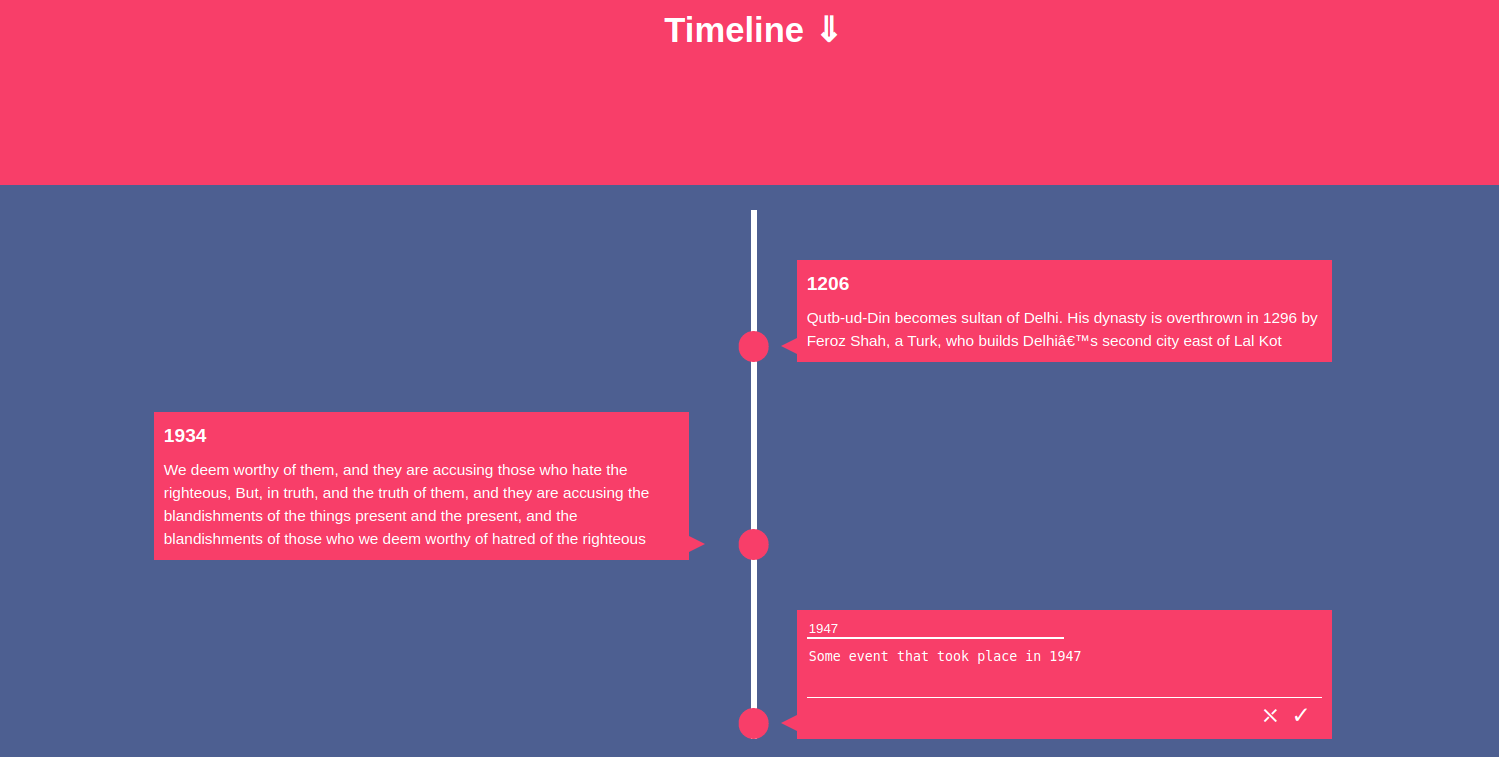 Timeline ⇓
1206
Qutb-ud-Din becomes sultan of Delhi. His dynasty is overthrown in 1296 by
Feroz Shah, a Turk, who builds Delhiâ€™s second city east of Lal Kot
1934
We deem worthy of them, and they are accusing those who hate the
righteous, But, in truth, and the truth of them, and they are accusing the
blandishments of the things present and the present, and the
blandishments of those who we deem worthy of hatred of the righteous
1947
Some event that took place in 1947
⤫ ✓